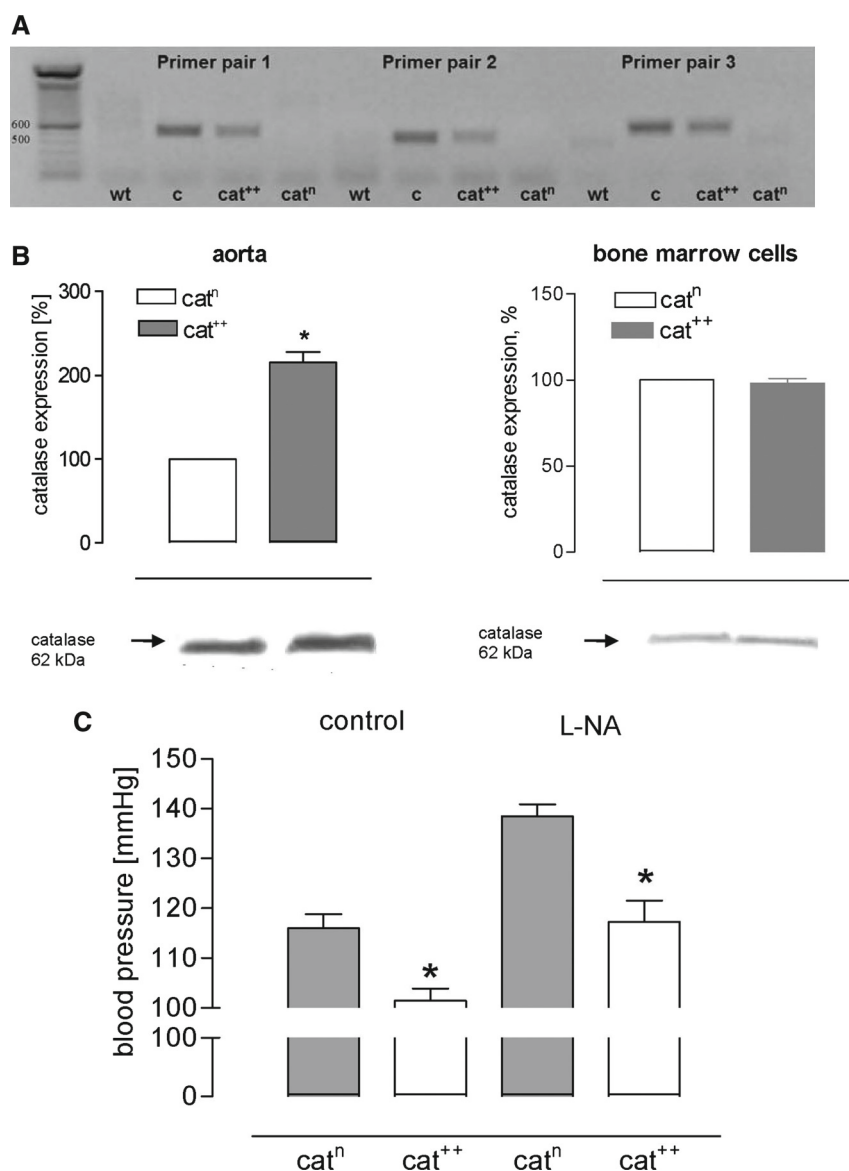 A
Primer pair 1 Primer pair 2 Primer pair 3
600
500
wt c cat++ catn wt c cat++ catn wt c cat++ catn
B
aorta
catalase expression [%]
300
200
100
0
catn
cat++
*
catalase
62 kDa
bone marrow cells
catalase expression, %
150
100
50
0
catn
cat++
catalase
62 kDa
C
control L-NA
blood pressure [mmHg]
150
140
120
110
100
100
0
* *
catn cat++ catn cat++